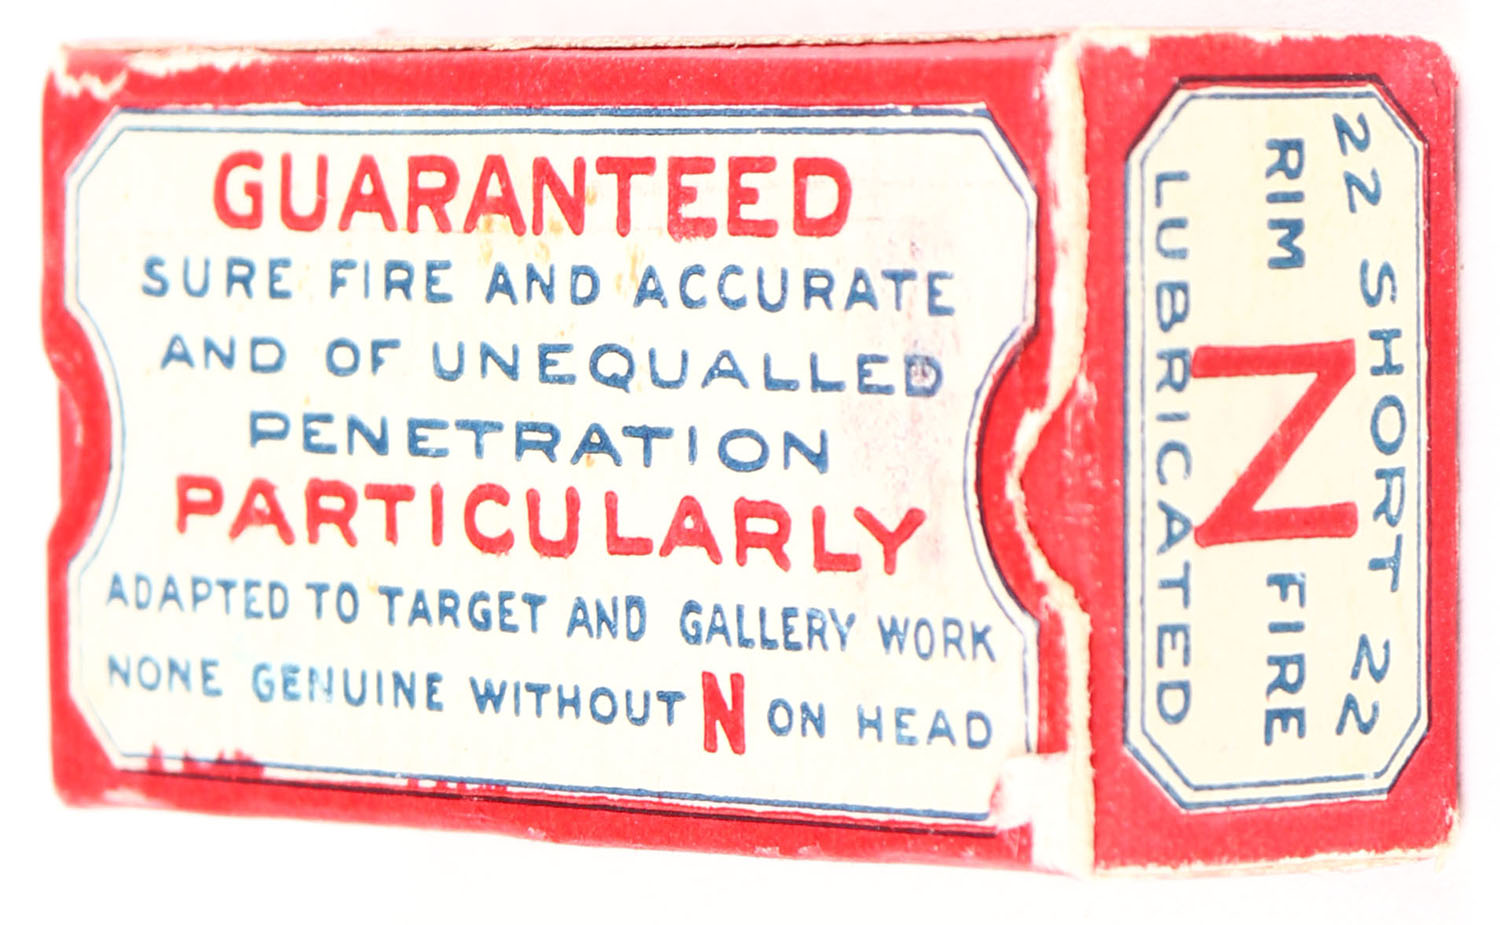 GUARANTEED
SURE FIRE AND ACCURATE
AND OF UNEQUALLED
PENETRATION
PARTICULARLY
ADAPTED TO TARGET AND GALLERY WORK
NONE GENUINE WITHOUT N ON HEAD
22 SHORT 22
RIM N FIRE
LUBRICATED